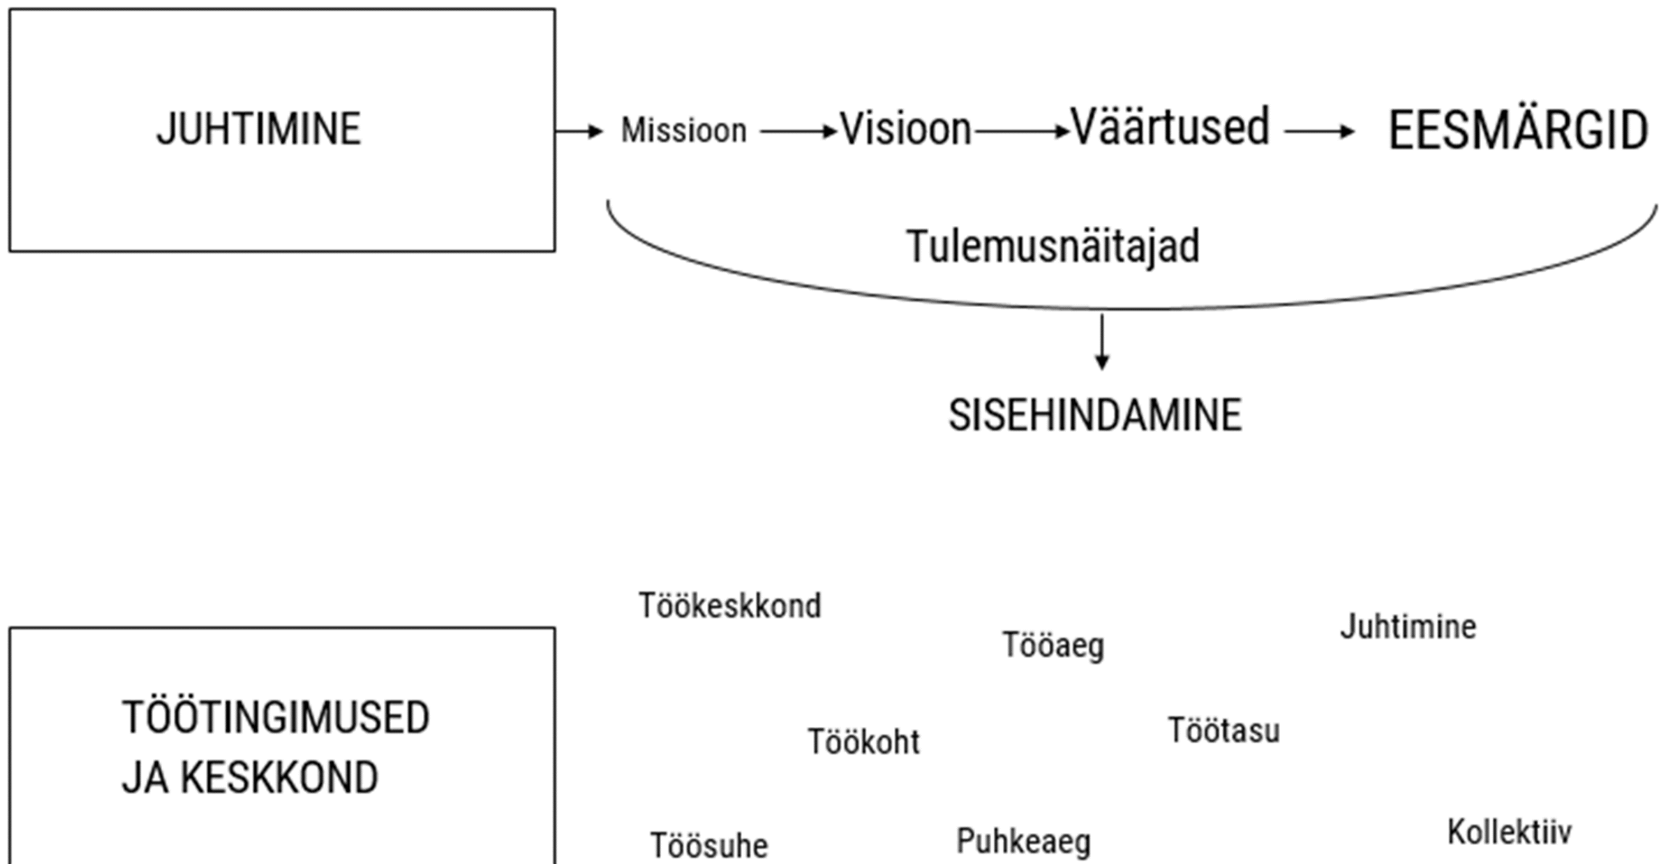 JUHTIMINE
Missioon
Visioon
Väärtused
EESMÄRGID
Tulemusnäitajad
SISEHINDAMINE
TÖÖTINGIMUSED
JA KESKKOND
Töökeskkond
Tööaeg
Juhtimine
Töökoht
Töötasu
Töösuhe
Puhkeaeg
Kollektiiv